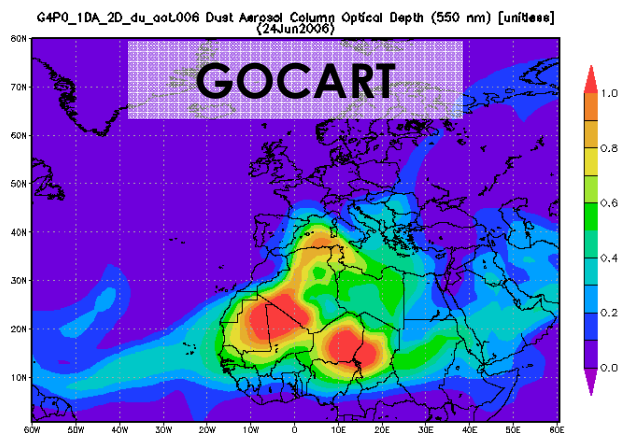 G4P0_1DA_2D_du_aot.006 Dust Aerosol Column Optical Depth (550 nm) [unitless]
(24Jun2006)
GOCART
80N
70N
60N
50N
40N
30N
20N
10N
60W 50W 40W 30W 20W 10W 0 10E 20E 30E 40E 50E 60E
1.0
0.8
0.6
0.4
0.2
0.0